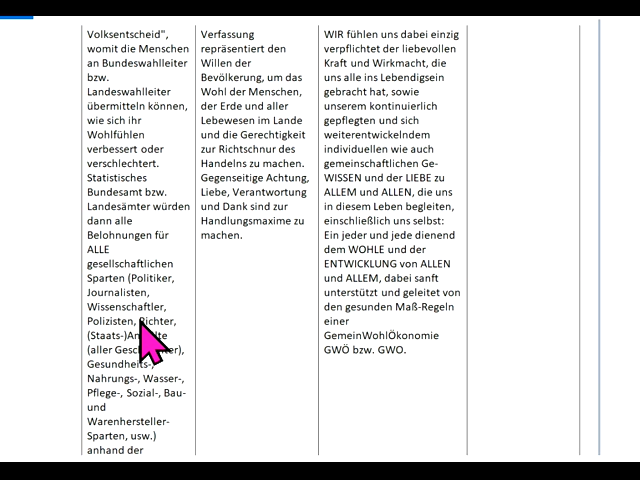 Volksentscheid",
womit die Menschen
an Bundeswahlleiter
bzw.
Landeswahlleiter
übermitteln können,
wie sich ihr
Wohlfühlen
verbessert oder
verschlechtert.
Statistisches
Bundesamt bzw.
Landesämter würden
dann alle
Belohnungen für
ALLE
gesellschaftlichen
Sparten (Politiker,
Journalisten,
Wissenschaftler,
Polizisten, Richter,
(Staats-)Anwälte
(aller Geschlechter),
Gesundheits-,
Nahrungs-, Wasser-,
Pflege-, Sozial-, Bau-
und
Warenhersteller-
Sparten, usw.)
anhand der
Verfassung
repräsentiert den
Willen der
Bevölkerung, um das
Wohl der Menschen,
der Erde und aller
Lebewesen im Lande
und die Gerechtigkeit
zur Richtschnur des
Handelns zu machen.
Gegenseitige Achtung,
Liebe, Verantwortung
und Dank sind zur
Handlungsmaxime zu
machen.
WIR fühlen uns dabei einzig
verpflichtet der liebevollen
Kraft und Wirkmacht, die
uns alle ins Lebendigsein
gebracht hat, sowie
unserem kontinuierlich
gepflegten und sich
weiterentwickelndem
individuellen wie auch
gemeinschaftlichen Ge-
WISSEN und der LIEBE zu
ALLEM und ALLEN, die uns
in diesem Leben begleiten,
einschließlich uns selbst:
Ein jeder und jede dienend
dem WOHLE und der
ENTWICKLUNG von ALLEN
und ALLEM, dabei sanft
unterstützt und geleitet von
den gesunden Maß-Regeln
einer
GemeinWohlÖkonomie
GWÖ bzw. GWO.